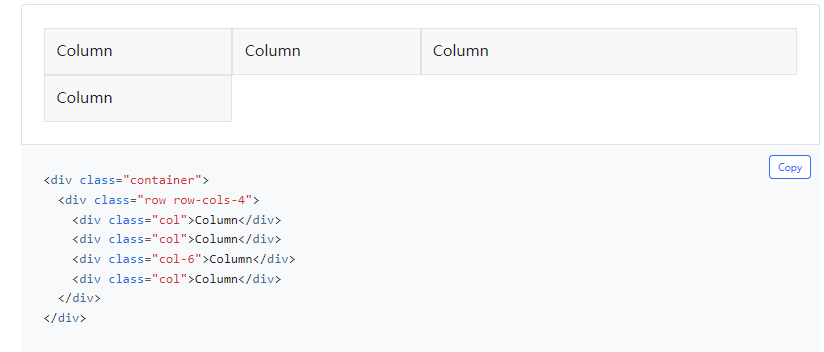 Column Column Column
Column
Copy
<div class="container">
  <div class="row row-cols-4">
    <div class="col">Column</div>
    <div class="col">Column</div>
    <div class="col-6">Column</div>
    <div class="col">Column</div>
  </div>
</div>